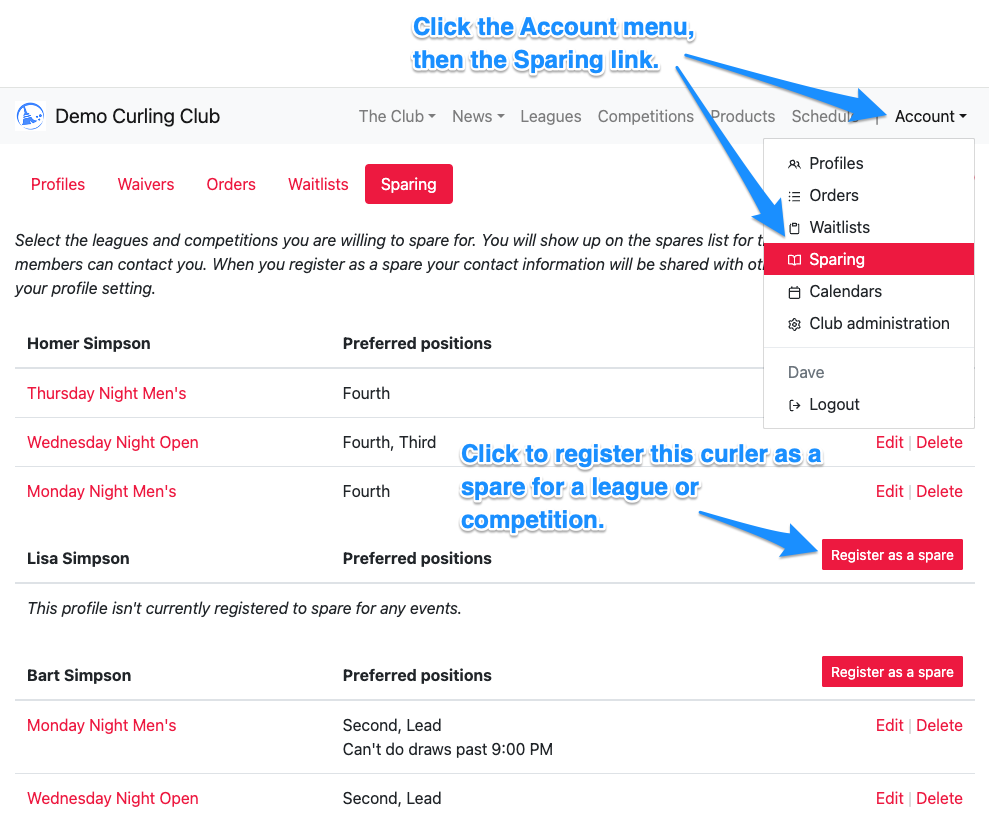 Click the Account menu,
then the Sparing link.
Demo Curling Club
The Club News Leagues Competitions Products Schedule | Account
Profiles Waivers Orders Waitlists Sparing
Profiles
Orders
Waitlists
Sparing
Calendars
Club administration
Dave
Logout
Select the leagues and competitions you are willing to spare for. You will show up on the spares list for
members can contact you. When you register as a spare your contact information will be shared with
your profile setting.
Homer Simpson Preferred positions
Thursday Night Men's Fourth
Wednesday Night Open Fourth, Third Edit | Delete
Monday Night Men's Fourth Edit | Delete
Click to register this curler as a
spare for a league or
competition.
Lisa Simpson Preferred positions Register as a spare
This profile isn't currently registered to spare for any events.
Bart Simpson Preferred positions Register as a spare
Monday Night Men's Second, Lead Edit | Delete
Can't do draws past 9:00 PM
Wednesday Night Open Second, Lead Edit | Delete